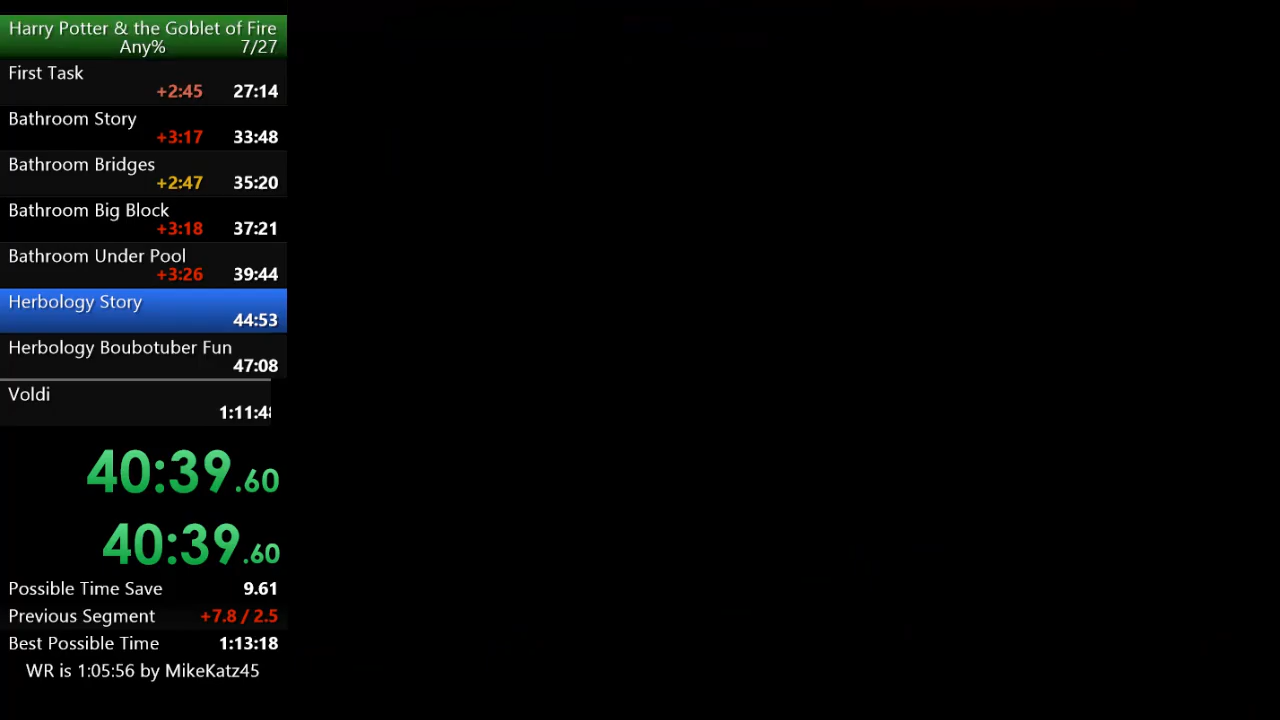 Harry Potter & the Goblet of Fire
Any% 7/27
First Task
+2:45 27:14
Bathroom Story
+3:17 33:48
Bathroom Bridges
+2:47 35:20
Bathroom Big Block
+3:18 37:21
Bathroom Under Pool
+3:26 39:44
Herbology Story
44:53
Herbology Boubotuber Fun
47:08
Voldi
1:11:48
40:39.60
40:39.60
Possible Time Save 9.61
Previous Segment +7.8 / 2.5
Best Possible Time 1:13:18
WR is 1:05:56 by MikeKatz45